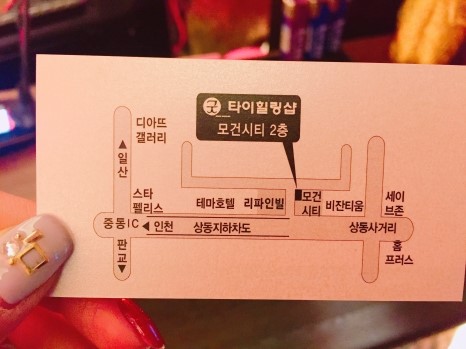 굿 타이힐링샵
모건시티 2층
디아뜨
갤러리
▲
일
산
스타
펠리스
테마호텔
리파인빌
모건
시티
비잔티움
세이
브존
중동IC ◀ 인천
상동지하차도
상동사거리
판
교
▼
홈
프러스